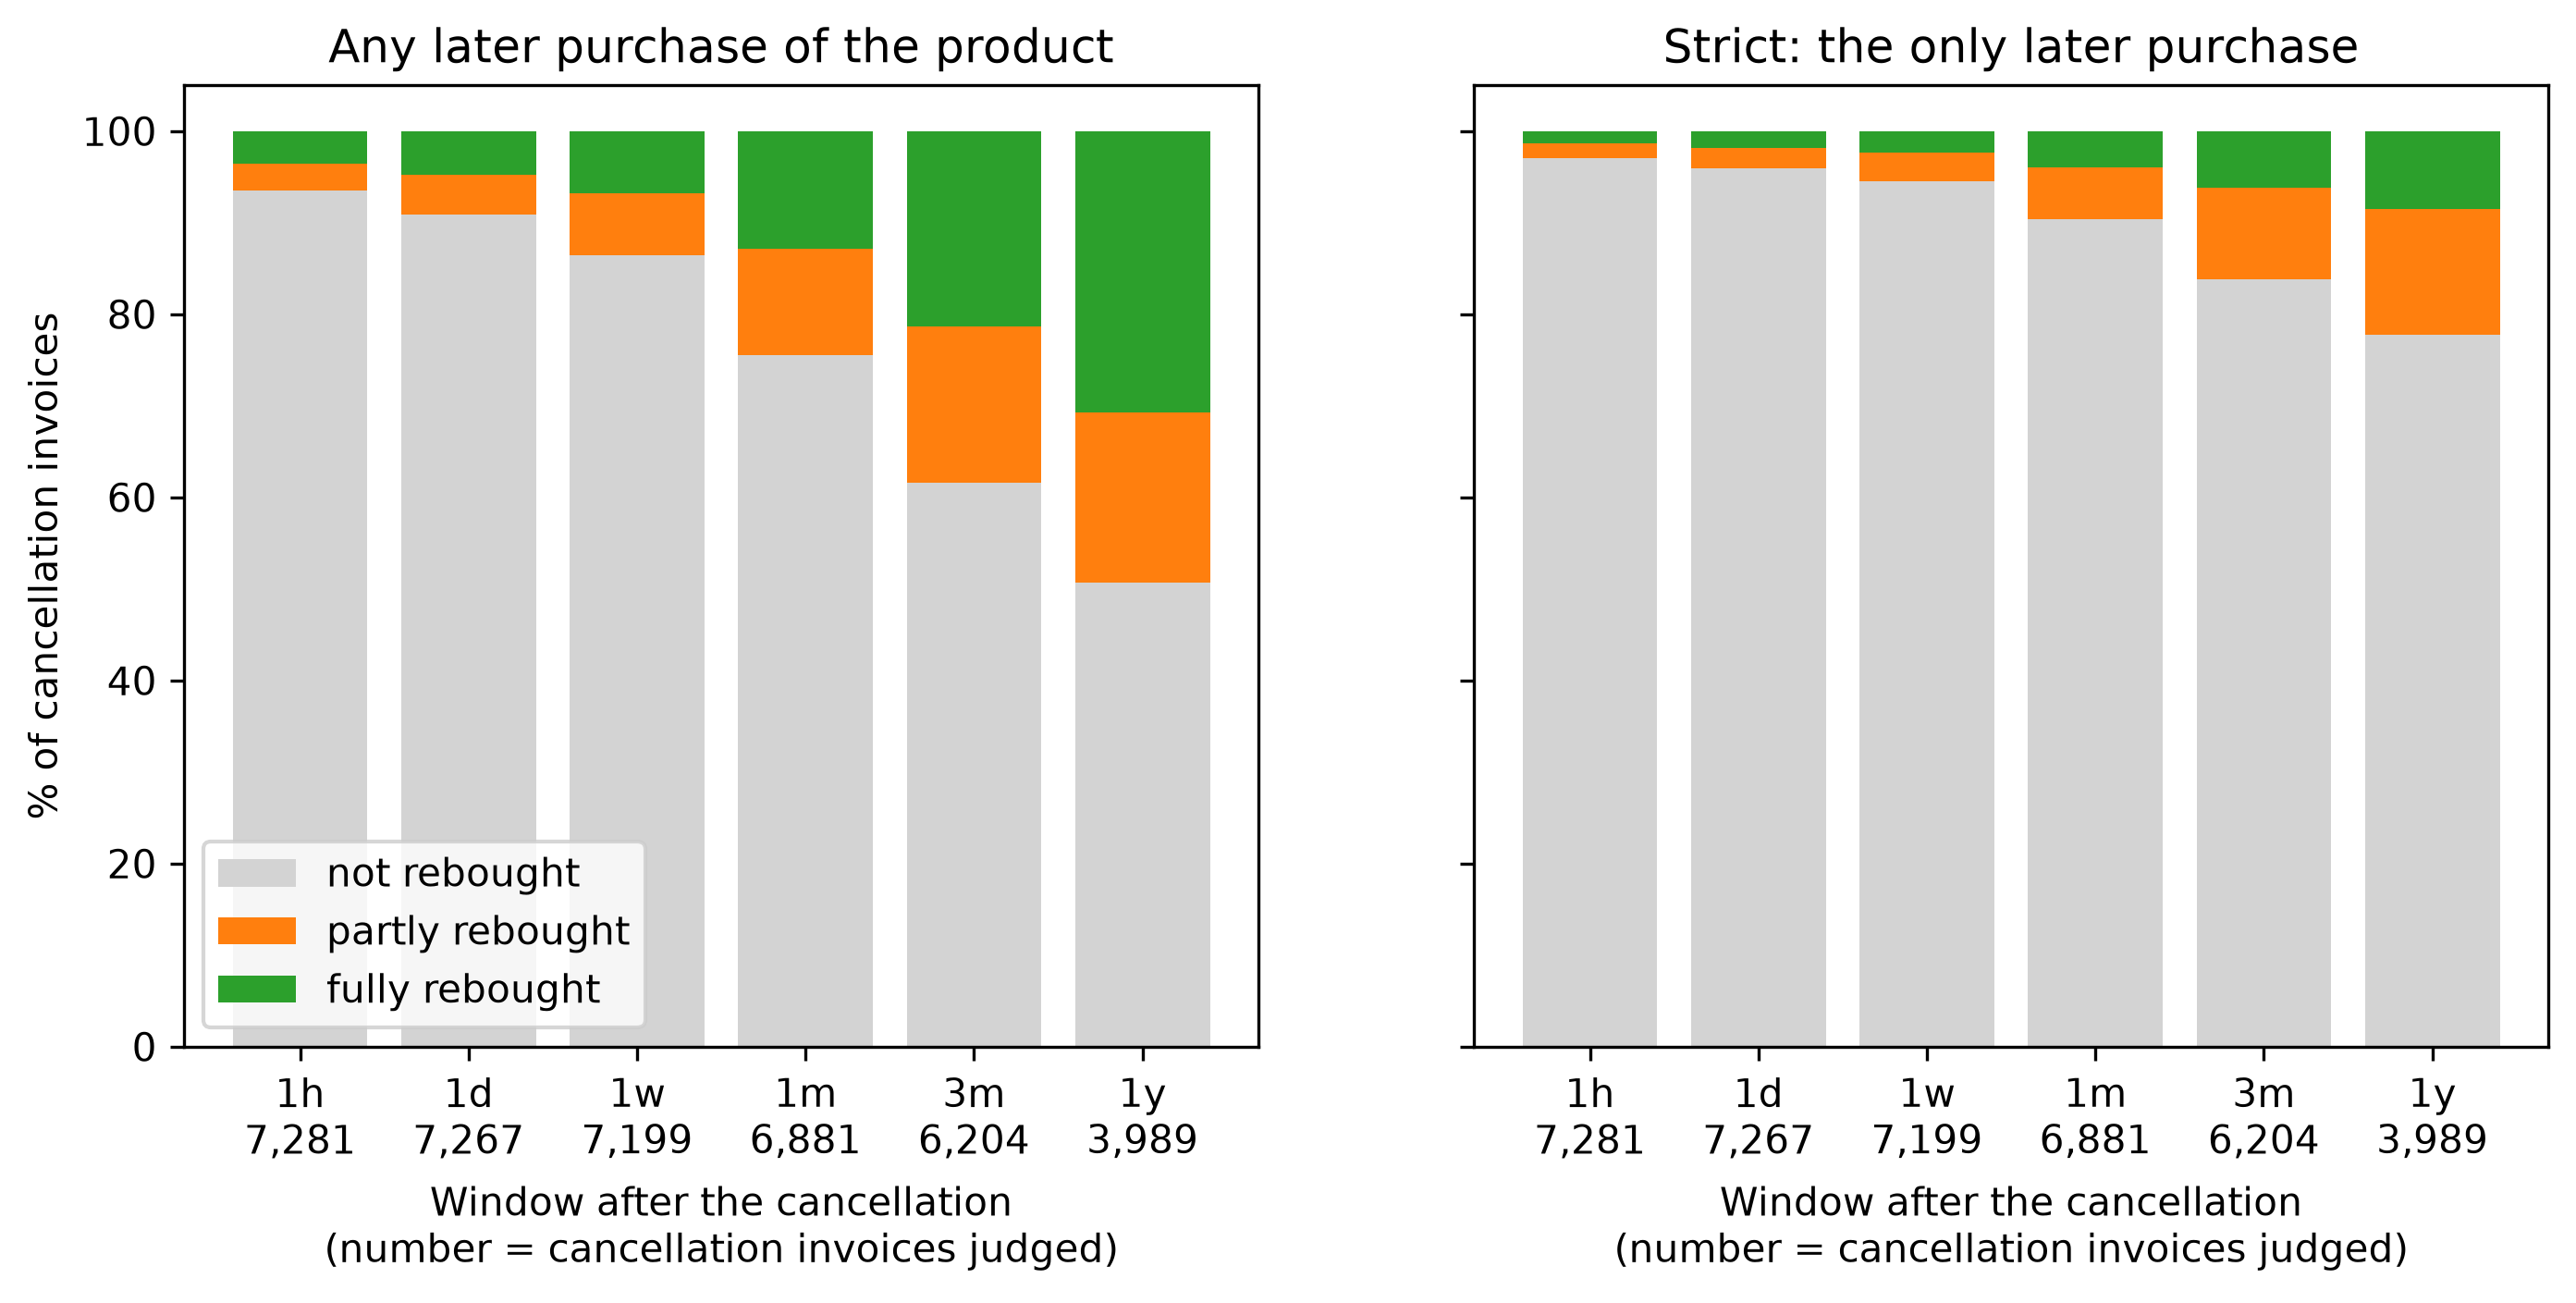 Any later purchase of the product
% of cancellation invoices
100
80
60
40
20
0
not rebought
partly rebought
fully rebought
1h 1d 1w 1m 3m 1y
7,281 7,267 7,199 6,881 6,204 3,989
Window after the cancellation
(number = cancellation invoices judged)
Strict: the only later purchase
1h 1d 1w 1m 3m 1y
7,281 7,267 7,199 6,881 6,204 3,989
Window after the cancellation
(number = cancellation invoices judged)